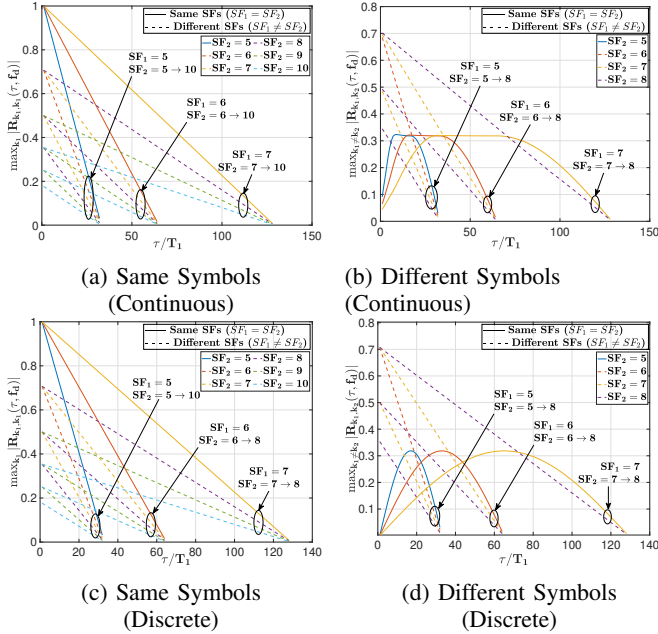 Same SFs (SF₁ = SF₂)
Different SFs (SF₁ ≠ SF₂)
SF₂ = 5 SF₂ = 8
SF₂ = 6 SF₂ = 9
SF₂ = 7 SF₂ = 10
SF₁ = 5
SF₂ = 5 → 10
SF₁ = 6
SF₂ = 6 → 10
SF₁ = 7
SF₂ = 7 → 10
max_k₁ |R_k₁,k₁(τ, f_d)|
1
0.8
0.6
0.4
0.2
0
0 50 100 150
τ/T₁
(a) Same Symbols
(Continuous)
Same SFs (SF₁ = SF₂)
Different SFs (SF₁ ≠ SF₂)
SF₂ = 5
SF₂ = 6
SF₂ = 7
SF₂ = 8
SF₁ = 5
SF₂ = 5 → 8
SF₁ = 6
SF₂ = 6 → 8
SF₁ = 7
SF₂ = 7 → 8
max_k₁≠k₂ |R_k₁,k₂(τ, f_d)|
0.8
0.7
0.6
0.5
0.4
0.3
0.2
0.1
0
0 50 100 150
τ/T₁
(b) Different Symbols
(Continuous)
Same SFs (SF₁ = SF₂)
Different SFs (SF₁ ≠ SF₂)
SF₂ = 5 SF₂ = 8
SF₂ = 6 SF₂ = 9
SF₂ = 7 SF₂ = 10
SF₁ = 5
SF₂ = 5 → 10
SF₁ = 6
SF₂ = 6 → 8
SF₁ = 7
SF₂ = 7 → 8
max_k₁ |R_k₁,k₁(τ, f_d)|
1
0.8
0.6
0.4
0.2
0
0 20 40 60 80 100 120 140
τ/T₁
(c) Same Symbols
(Discrete)
Same SFs (SF₁ = SF₂)
Different SFs (SF₁ ≠ SF₂)
SF₂ = 5
SF₂ = 6
SF₂ = 7
SF₂ = 8
SF₁ = 5
SF₂ = 5 → 8
SF₁ = 6
SF₂ = 6 → 8
SF₁ = 7
SF₂ = 7 → 8
max_k₁≠k₂ |R_k₁,k₂(τ, f_d)|
0.8
0.7
0.6
0.5
0.4
0.3
0.2
0.1
0
0 20 40 60 80 100 120 140
τ/T₁
(d) Different Symbols
(Discrete)